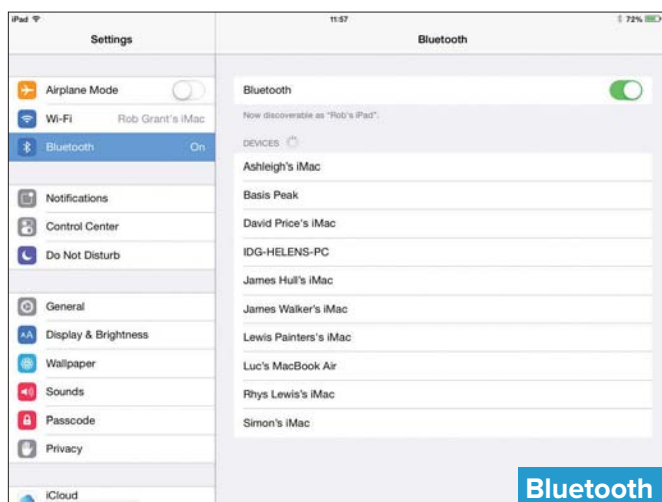 iPad 11:57 72%
Settings Bluetooth
Airplane Mode
Wi-Fi Rob Grant's iMac
Bluetooth On
Notifications
Control Center
Do Not Disturb
General
Display & Brightness
Wallpaper
Sounds
Passcode
Privacy
iCloud
Bluetooth
Now discoverable as "Rob's iPad".
DEVICES
Ashleigh's iMac
Basis Peak
David Price's iMac
IDG-HELENS-PC
James Hull's iMac
James Walker's iMac
Lewis Painters's iMac
Luc's MacBook Air
Rhys Lewis's iMac
Simon's iMac
Bluetooth